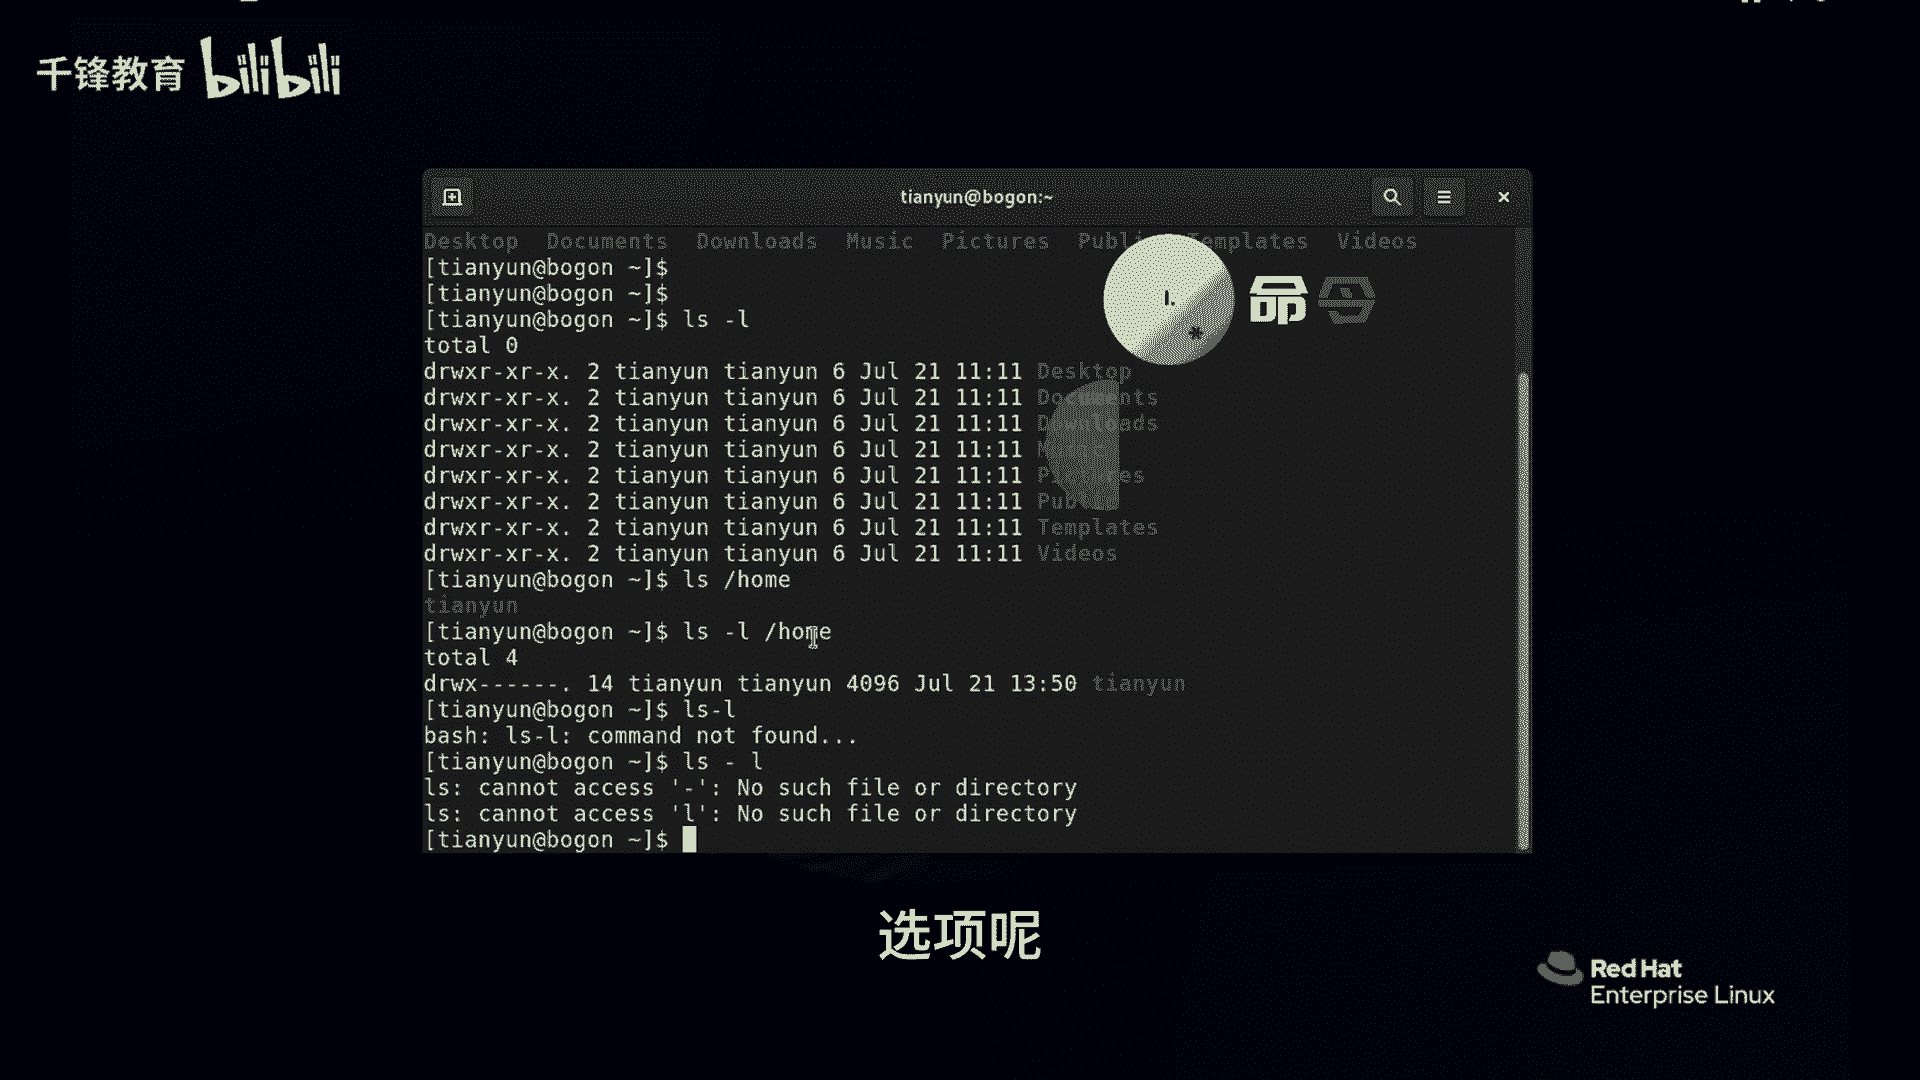 千锋教育 bilibili
tianyun@bogon:~
Desktop Documents Downloads Music Pictures Templates Videos
[tianyun@bogon ~]$
[tianyun@bogon ~]$
[tianyun@bogon ~]$ ls -l
total 0
drwxr-xr-x. 2 tianyun tianyun 6 Jul 21 11:11 Desktop
drwxr-xr-x. 2 tianyun tianyun 6 Jul 21 11:11 Documents
drwxr-xr-x. 2 tianyun tianyun 6 Jul 21 11:11 Downloads
drwxr-xr-x. 2 tianyun tianyun 6 Jul 21 11:11 Music
drwxr-xr-x. 2 tianyun tianyun 6 Jul 21 11:11 Pictures
drwxr-xr-x. 2 tianyun tianyun 6 Jul 21 11:11 Public
drwxr-xr-x. 2 tianyun tianyun 6 Jul 21 11:11 Templates
drwxr-xr-x. 2 tianyun tianyun 6 Jul 21 11:11 Videos
[tianyun@bogon ~]$ ls /home
tianyun
[tianyun@bogon ~]$ ls -l /home
total 4
drwx------. 14 tianyun tianyun 4096 Jul 21 13:50 tianyun
[tianyun@bogon ~]$ ls-l
bash: ls-l: command not found...
[tianyun@bogon ~]$ ls - l
ls: cannot access '-': No such file or directory
ls: cannot access 'l': No such file or directory
[tianyun@bogon ~]$
命
选项呢
Red Hat
Enterprise Linux